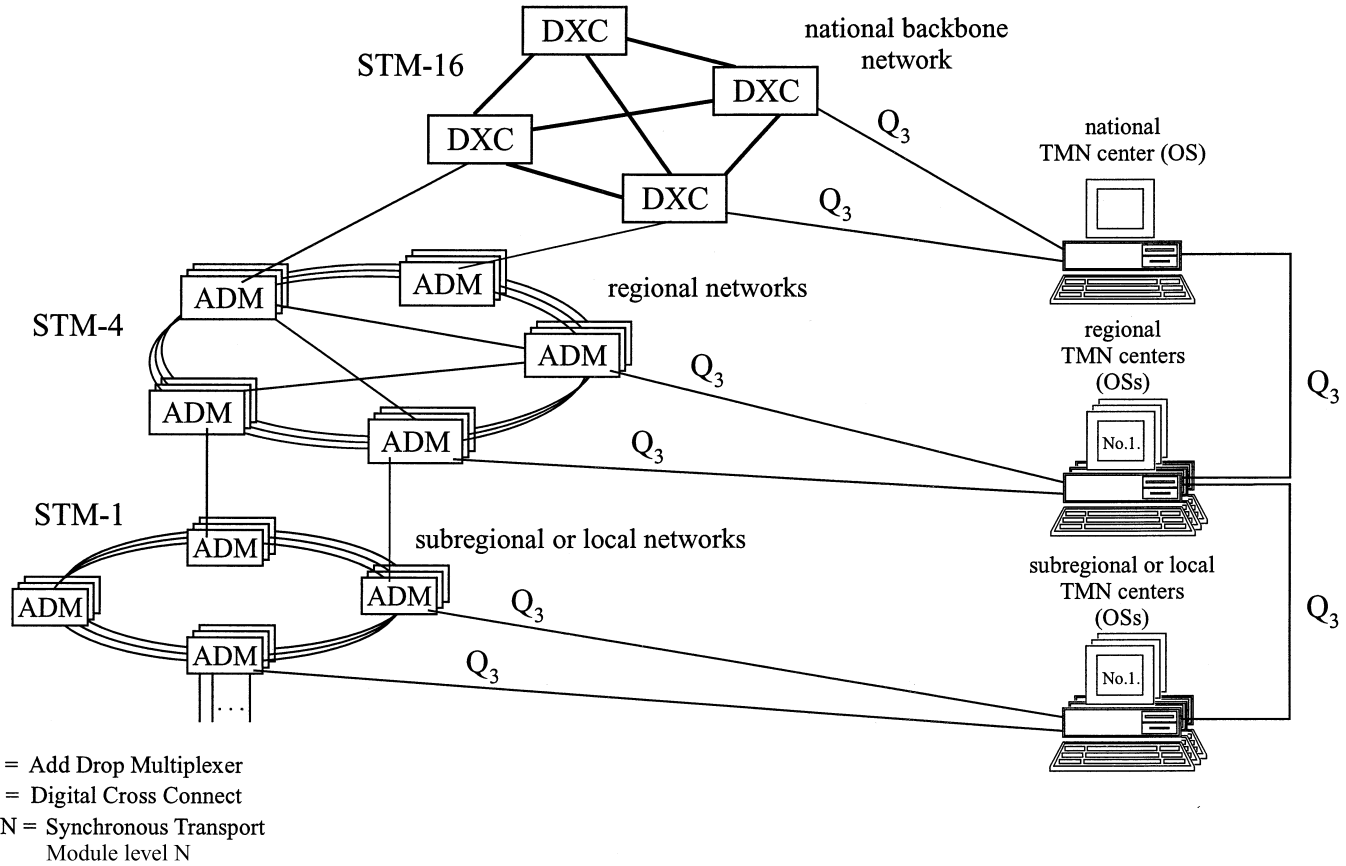 DXC
national backbone
network
STM-16
DXC
DXC
Q3
national
TMN center (OS)
DXC
Q3
ADM
ADM
regional networks
STM-4
ADM
regional
TMN centers
(OSs)
Q3
Q3
ADM
ADM
Q3
No.1.
STM-1
ADM
subregional or local networks
subregional or local
TMN centers
(OSs)
ADM
ADM
Q3
Q3
ADM
Q3
No.1.
...
= Add Drop Multiplexer
= Digital Cross Connect
N = Synchronous Transport
Module level N